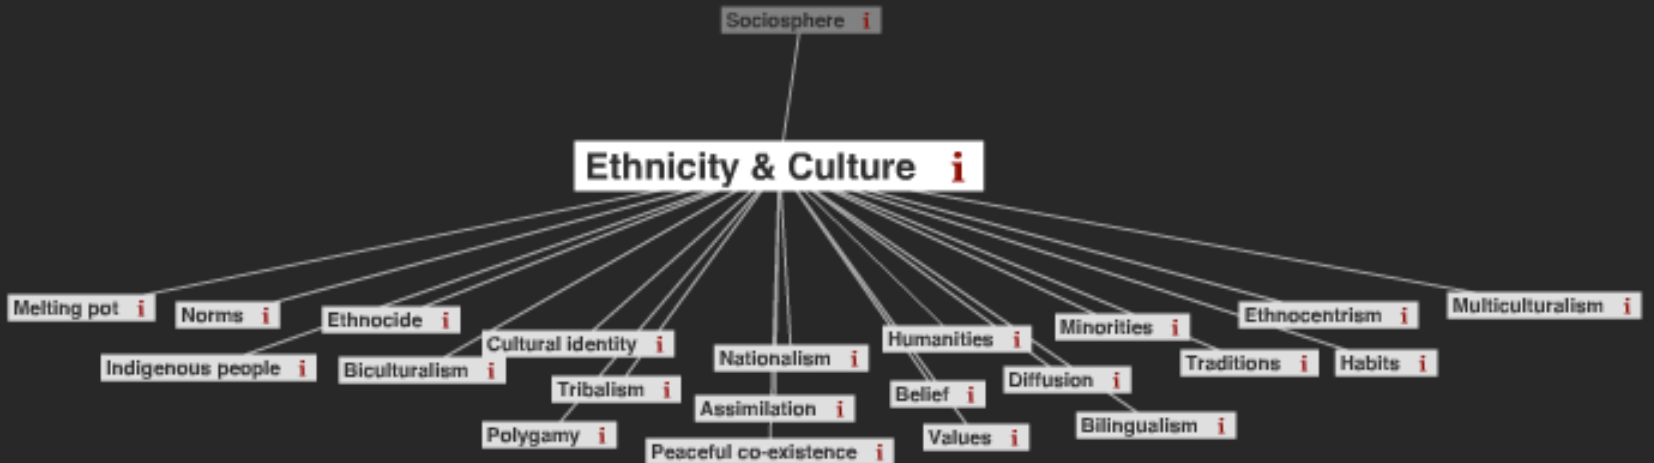 Sociosphere i
Ethnicity & Culture i
Melting pot i
Norms i
Ethnocide i
Multiculturalism i
Ethnocentrism i
Minorities i
Humanities i
Cultural identity i
Nationalism i
Indigenous people i
Biculturalism i
Traditions i
Habits i
Tribalism i
Diffusion i
Belief i
Assimilation i
Bilingualism i
Polygamy i
Values i
Peaceful co-existence i